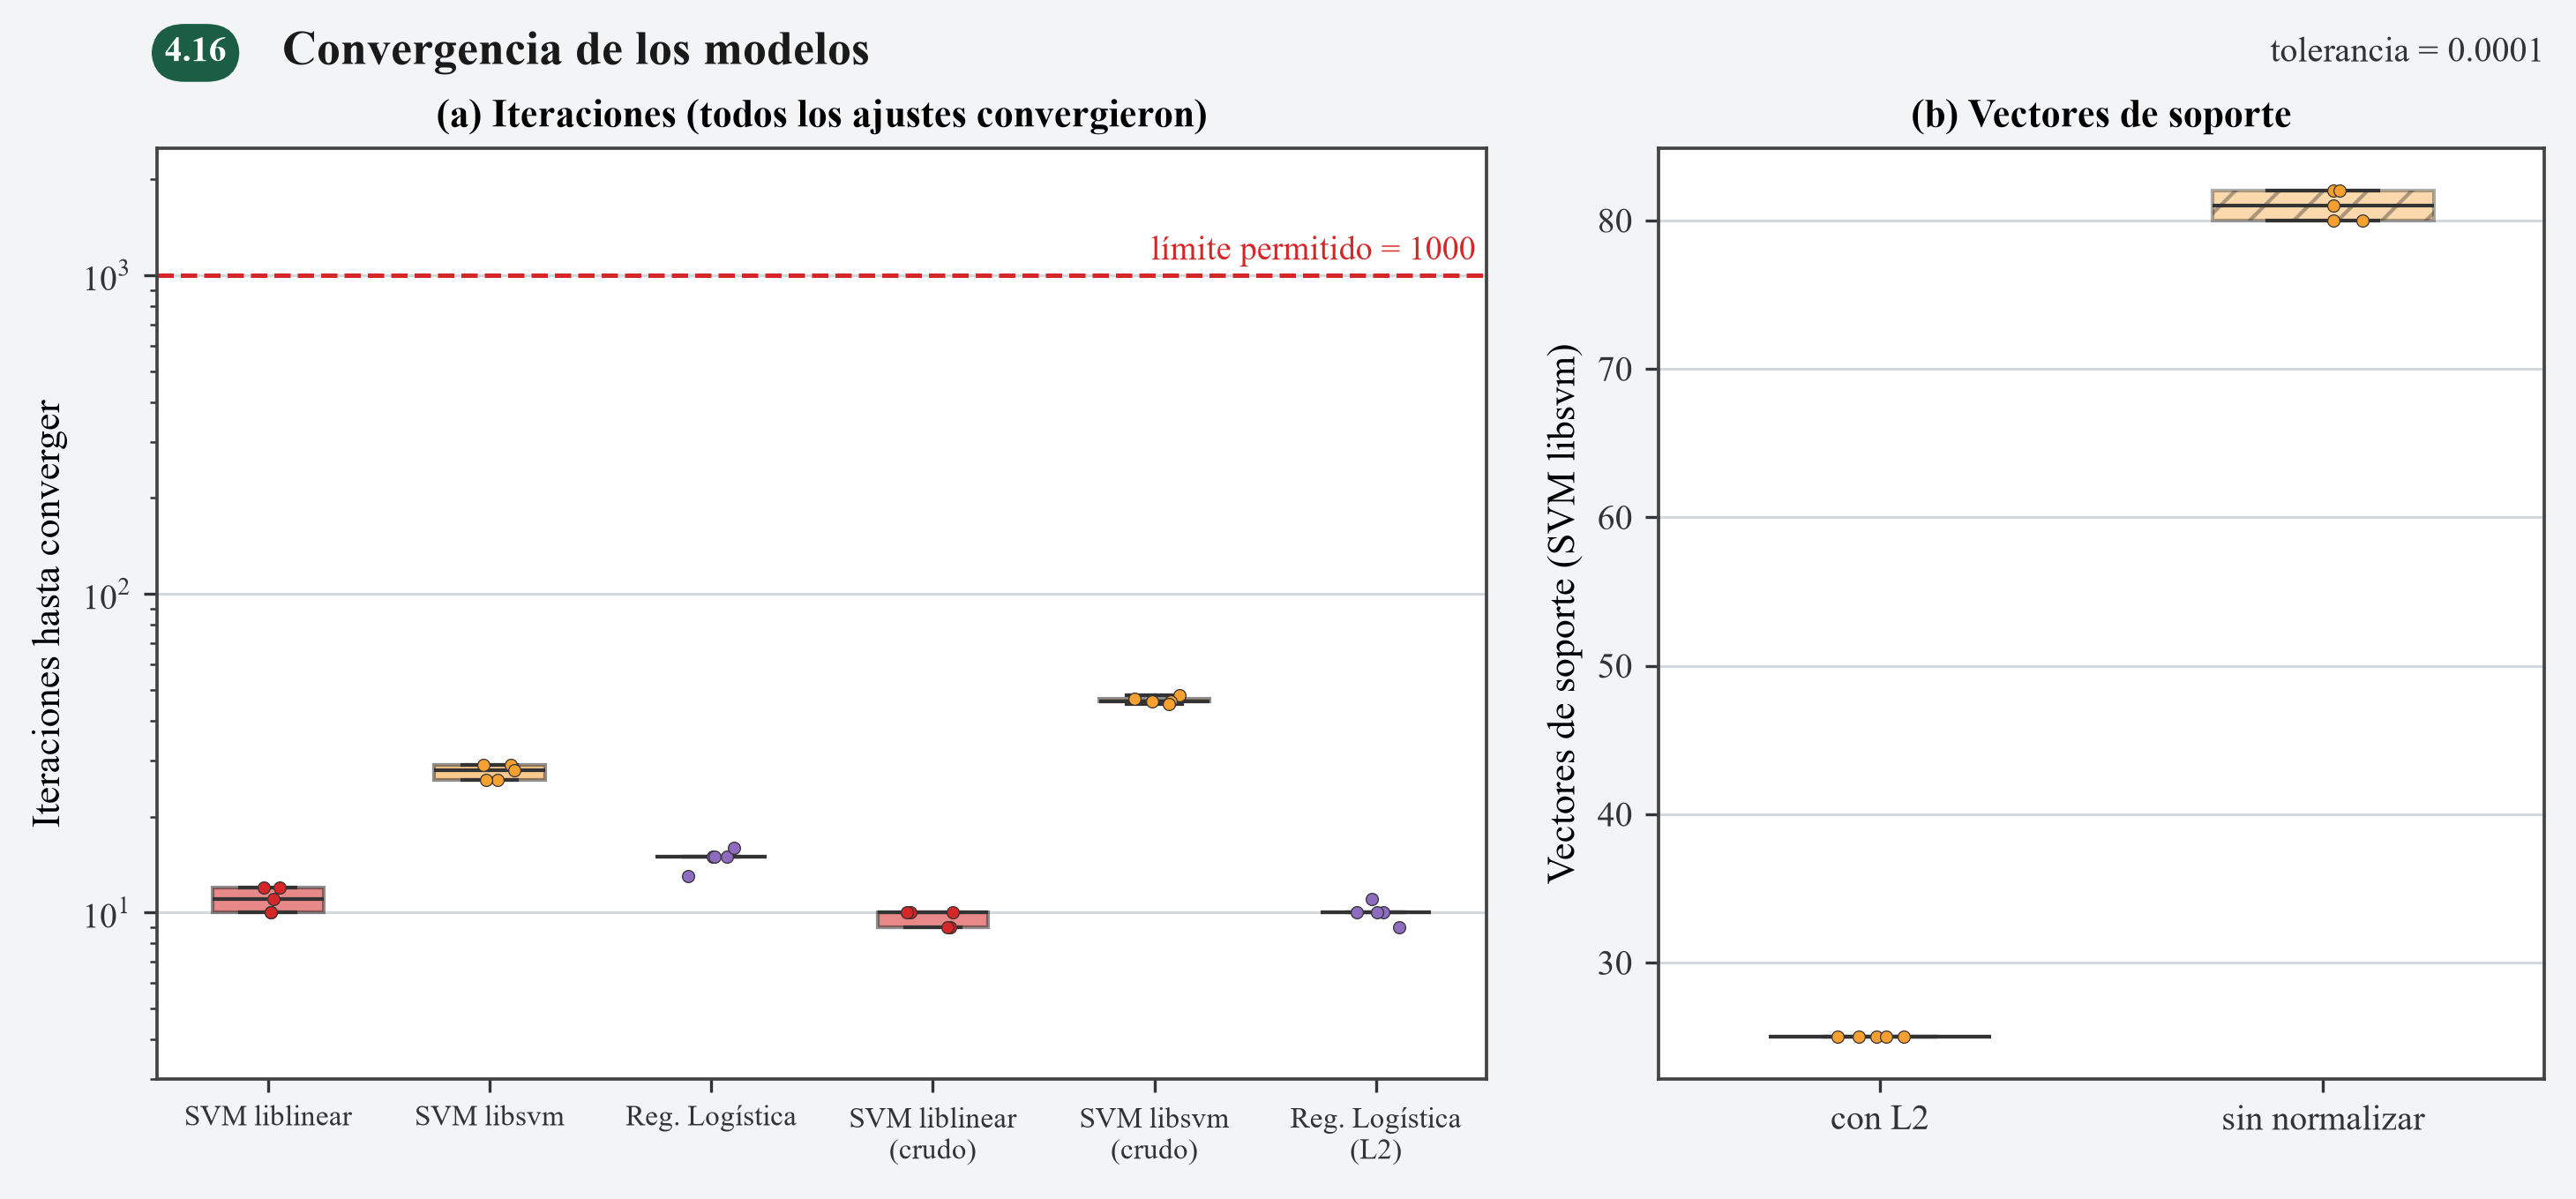 4.16
Convergencia de los modelos
tolerancia = 0.0001
(a) Iteraciones (todos los ajustes convergieron)
Iteraciones hasta converger
10³
10²
10¹
límite permitido = 1000
SVM liblinear
SVM libsvm
Reg. Logística
SVM liblinear
(crudo)
SVM libsvm
(crudo)
Reg. Logística
(L2)
(b) Vectores de soporte
Vectores de soporte (SVM libsvm)
80
70
60
50
40
30
con L2
sin normalizar